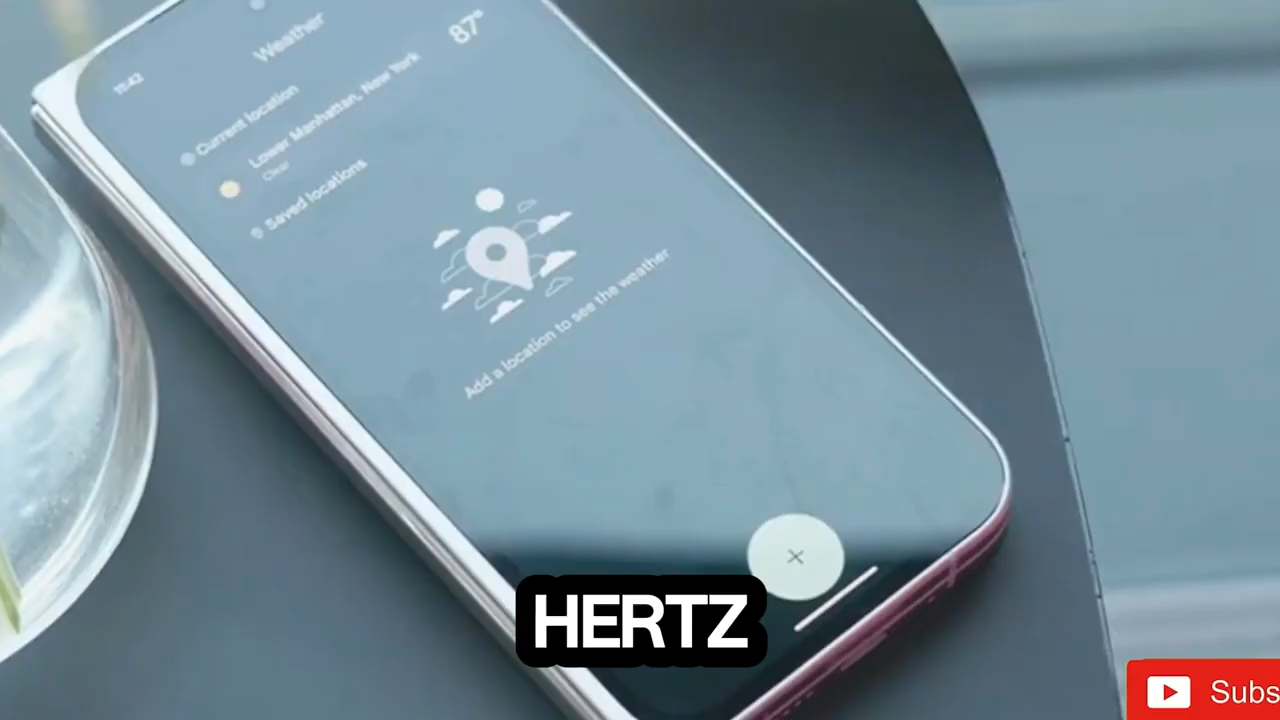 11:42
Weather
Current location
Lower Manhattan, New York
87°
Clear
Saved locations
Add a location to see the weather
HERTZ
Subs